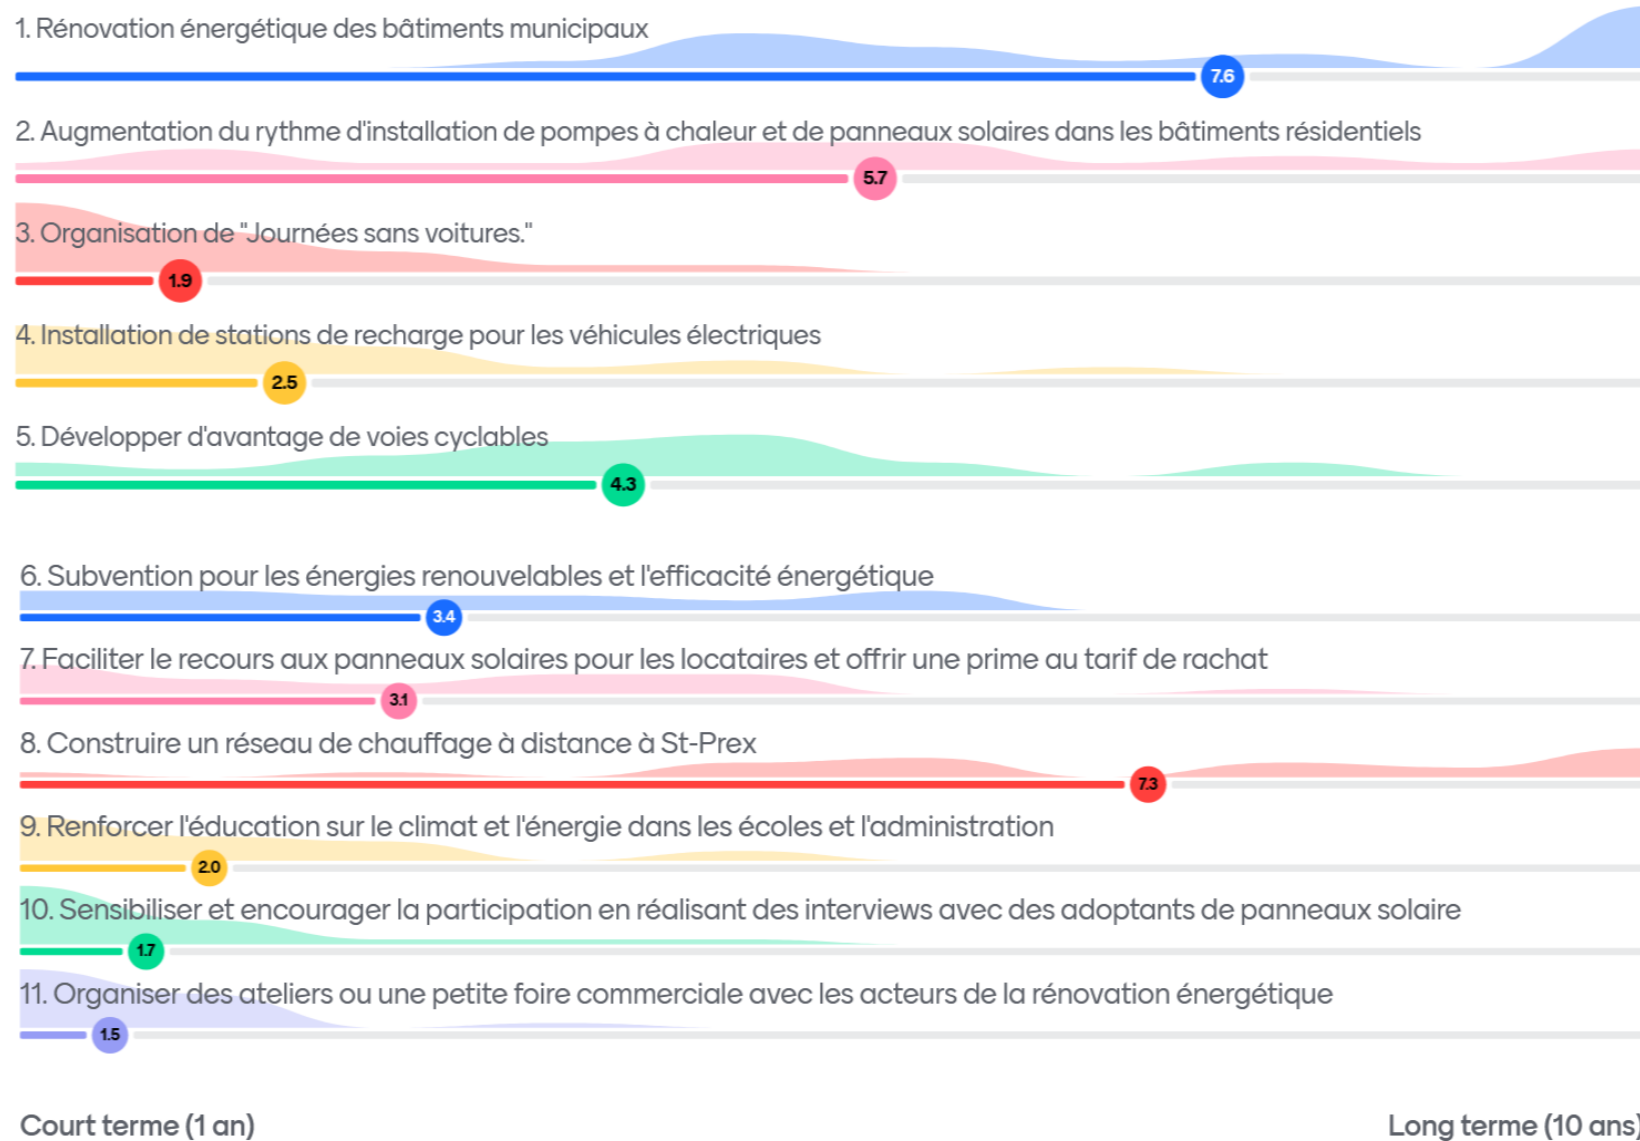 1. Rénovation énergétique des bâtiments municipaux
7.6
2. Augmentation du rythme d'installation de pompes à chaleur et de panneaux solaires dans les bâtiments résidentiels
5.7
3. Organisation de "Journées sans voitures."
1.9
4. Installation de stations de recharge pour les véhicules électriques
2.5
5. Développer d'avantage de voies cyclables
4.3
6. Subvention pour les énergies renouvelables et l'efficacité énergétique
3.4
7. Faciliter le recours aux panneaux solaires pour les locataires et offrir une prime au tarif de rachat
3.1
8. Construire un réseau de chauffage à distance à St-Prex
7.3
9. Renforcer l'éducation sur le climat et l'énergie dans les écoles et l'administration
2.0
10. Sensibiliser et encourager la participation en réalisant des interviews avec des adoptants de panneaux solaire
1.7
11. Organiser des ateliers ou une petite foire commerciale avec les acteurs de la rénovation énergétique
1.5
Court terme (1 an) Long terme (10 ans)